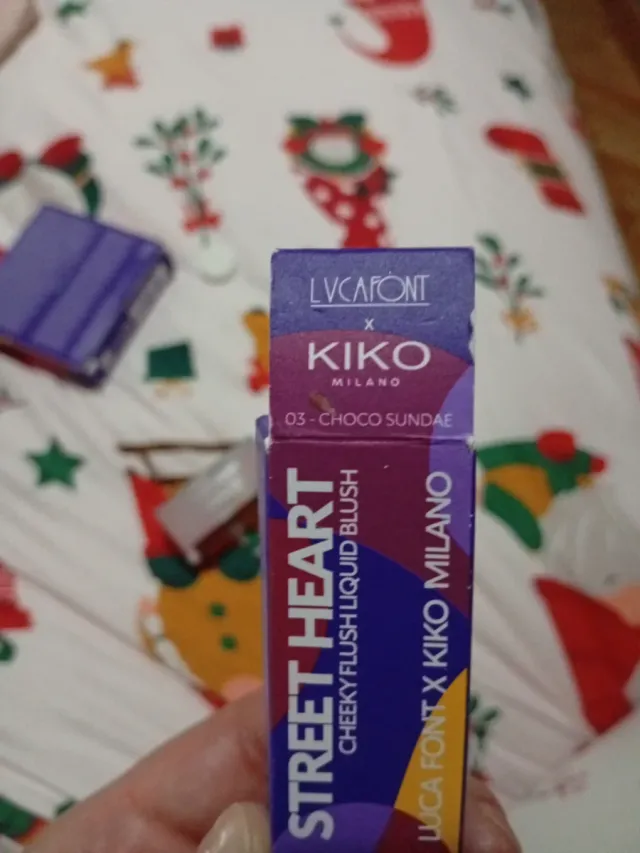 LVCAFONT
X
KIKO
MILANO
03 - CHOCO SUNDAE
STREET HEART
CHEEKY FLUSH LIQUID BLUSH
LUCA FONT X KIKO MILANO